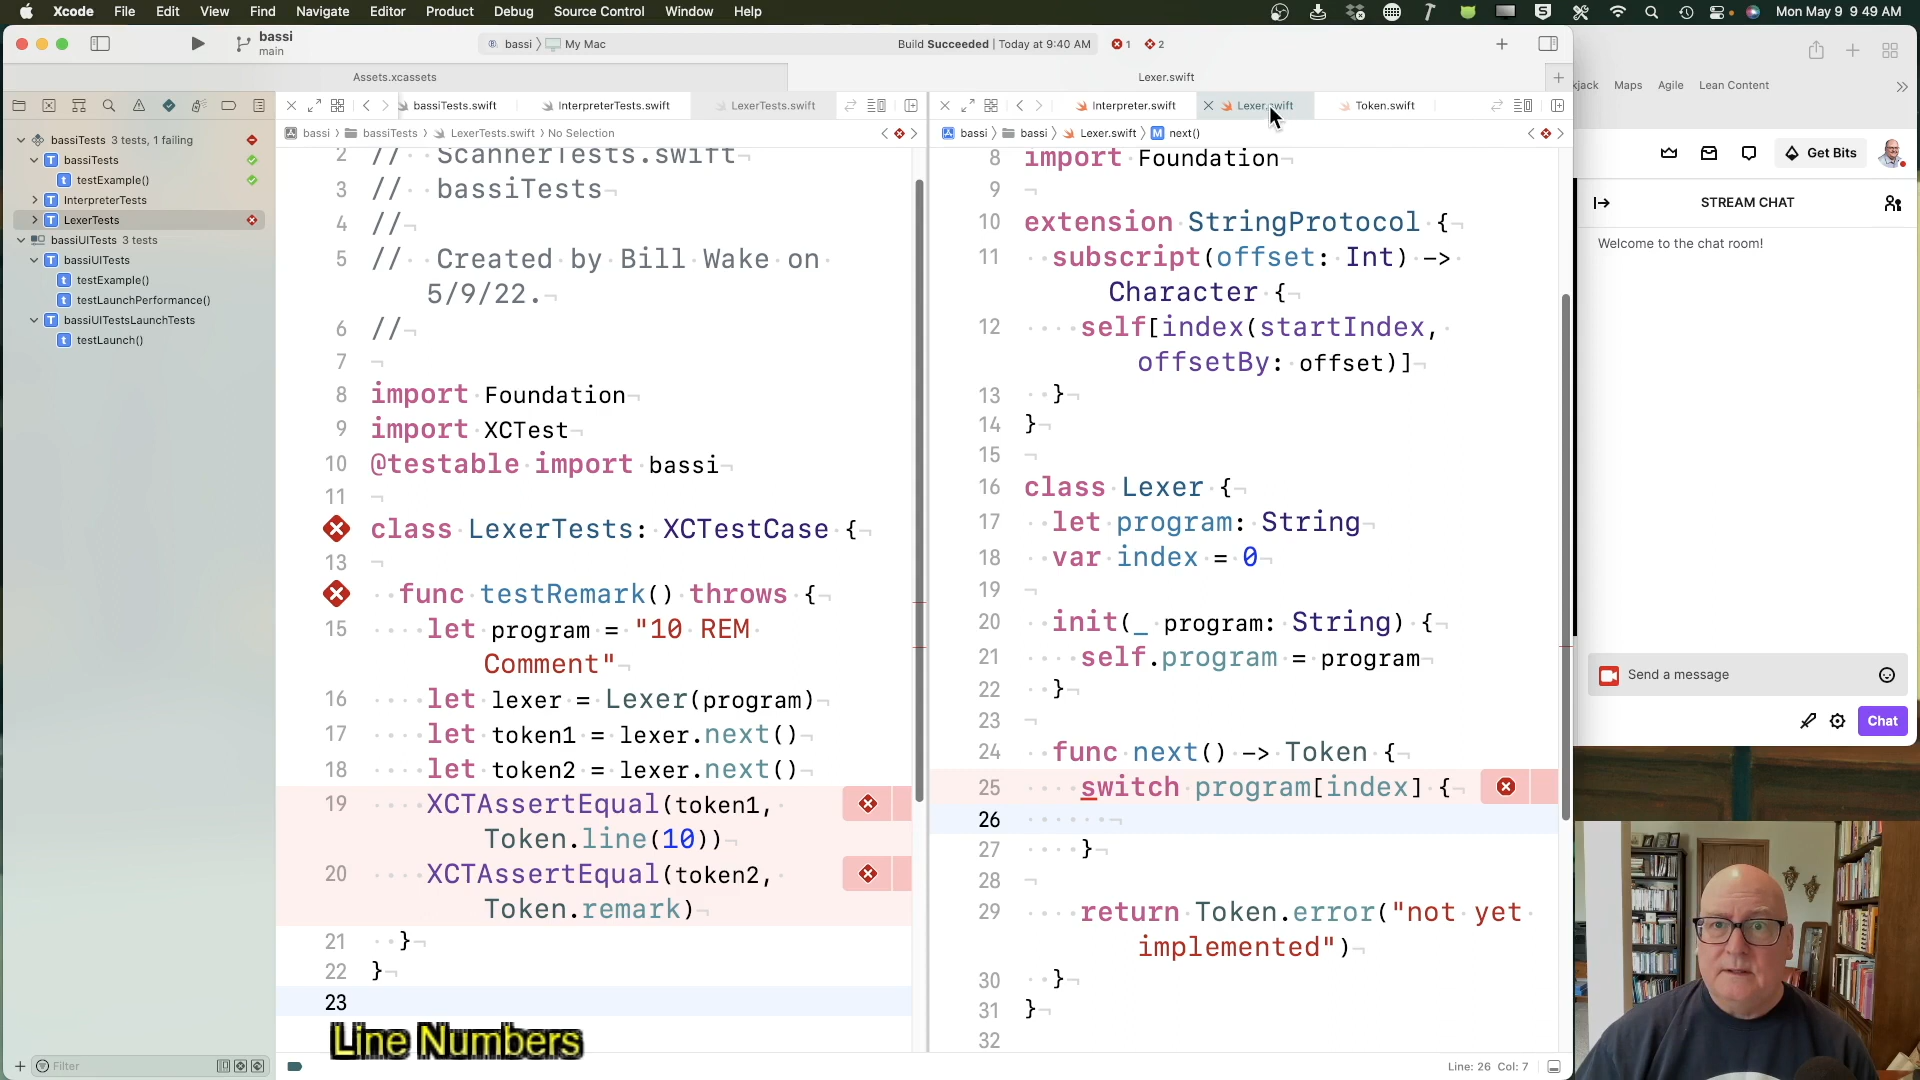 Xcode File Edit View Find Navigate Editor Product Debug Source Control Window Help Mon May 9 9:49 AM
bassi
main
bassi 〉 My Mac
Build Succeeded | Today at 9:40 AM
1
2
Assets.xcassets
Lexer.swift
jack Maps Agile Lean Content
bassiTests.swift InterpreterTests.swift LexerTests.swift
Interpreter.swift Lexer.swift Token.swift
bassi 〉 bassiTests 〉 LexerTests.swift 〉 No Selection
bassi 〉 bassi 〉 Lexer.swift 〉 M next()
bassiTests 3 tests, 1 failing
T bassiTests
t testExample()
T InterpreterTests
T LexerTests
bassiUITests 3 tests
T bassiUITests
t testExample()
t testLaunchPerformance()
T bassiUITestsLaunchTests
t testLaunch()
Filter
2 // ScannerTests.swift
3 // bassiTests
4 //
5 // Created by Bill Wake on
5/9/22.
6 //
7
8 import Foundation
9 import XCTest
10 @testable import bassi
11
class LexerTests: XCTestCase {
13
func testRemark() throws {
15 let program = "10 REM
Comment"
16 let lexer = Lexer(program)
17 let token1 = lexer.next()
18 let token2 = lexer.next()
19 XCTAssertEqual(token1,
Token.line(10))
20 XCTAssertEqual(token2,
Token.remark)
21 }
22 }
23
Line Numbers
8 import Foundation
9
10 extension StringProtocol {
11 subscript(offset: Int) ->
Character {
12 self[index(startIndex,
offsetBy: offset)]
13 }
14 }
15
16 class Lexer {
17 let program: String
18 var index = 0
19
20 init(_ program: String) {
21 self.program = program
22 }
23
24 func next() -> Token {
25 switch program[index] {
26
27 }
28
29 return Token.error("not yet
implemented")
30 }
31 }
32
Line: 26 Col: 7
Get Bits
STREAM CHAT
Welcome to the chat room!
Send a message
Chat